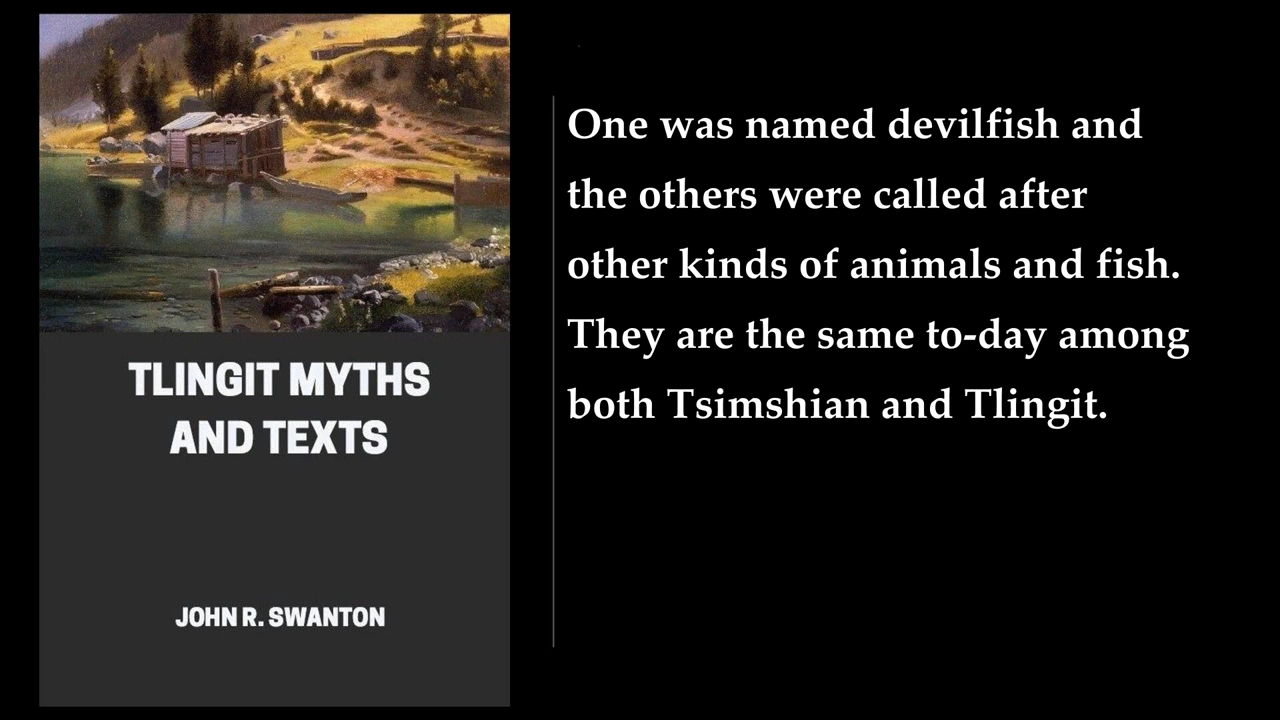 TLINGIT MYTHS
AND TEXTS
JOHN R. SWANTON
One was named devilfish and
the others were called after
other kinds of animals and fish.
They are the same to-day among
both Tsimshian and Tlingit.